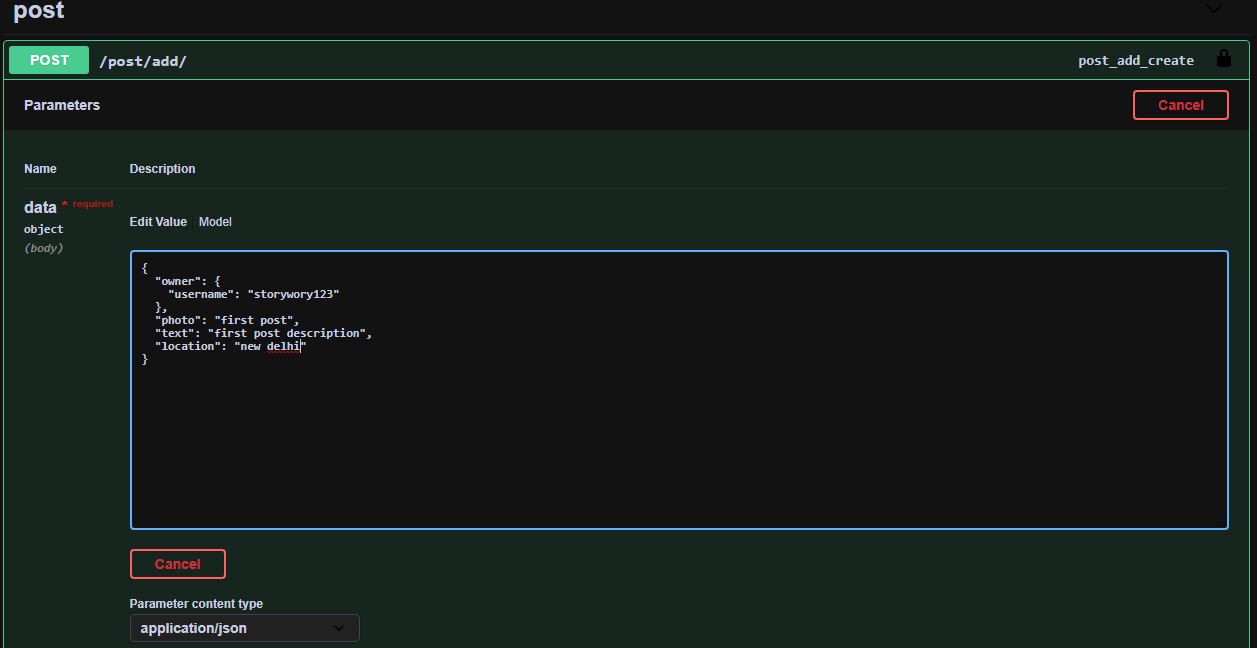 post
POST /post/add/ post_add_create
Parameters Cancel
Name Description
data * required
object
(body)
Edit Value Model
{
  "owner": {
    "username": "storywory123"
  },
  "photo": "first post",
  "text": "first post description",
  "location": "new delhi"
}
Cancel
Parameter content type
application/json